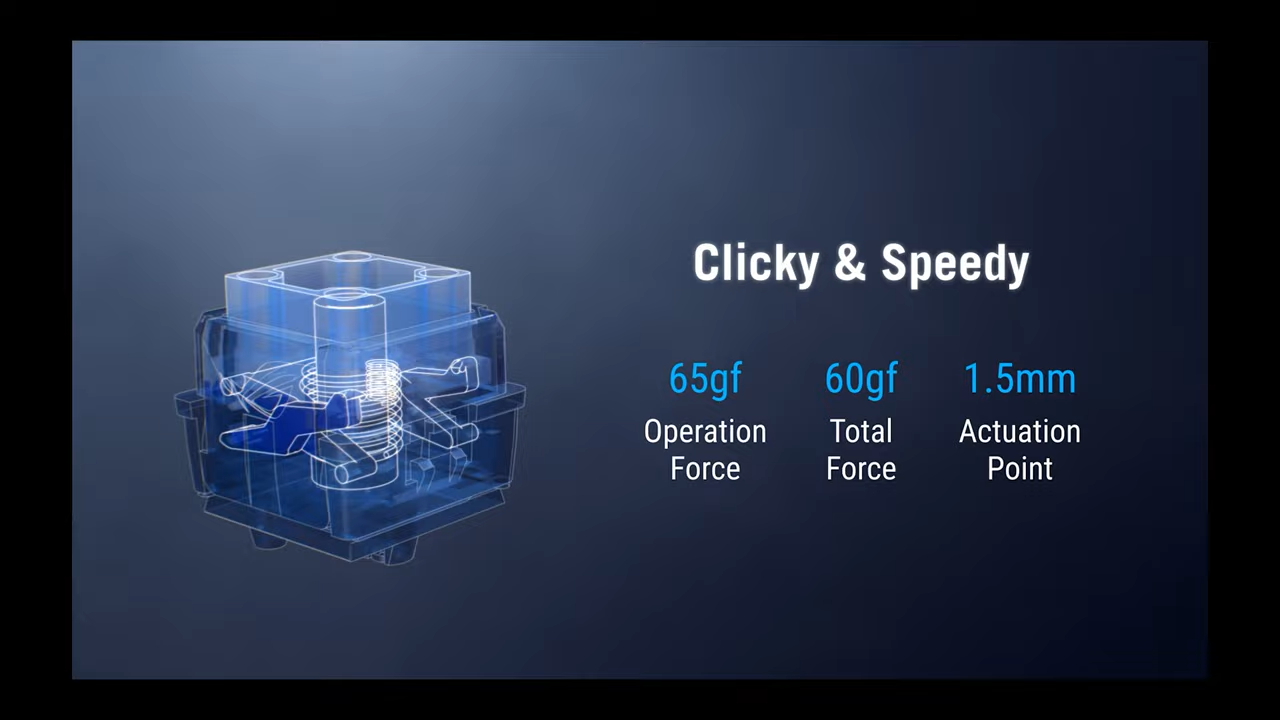 Clicky & Speedy
65gf
Operation
Force
60gf
Total
Force
1.5mm
Actuation
Point